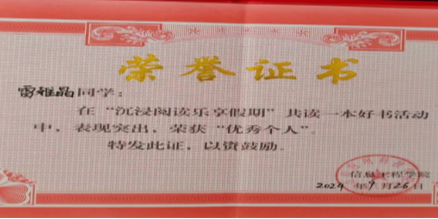 荣誉证书
雷雅晶同学：
在“沉浸阅读乐享假期”共读一本好书活动
中，表现突出，荣获“优秀个人”。
特发此证，以资鼓励。
信息工程学院
2024年9月26日